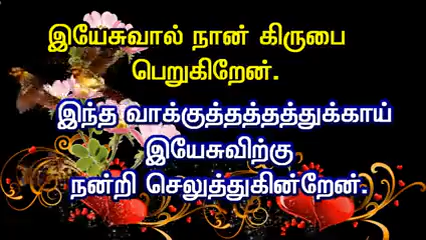 இயேசுவால் நான் கிருபை
பெறுகிறேன்.
இந்த வாக்குத்தத்தத்துக்காய்
இயேசுவிற்கு
நன்றி செலுத்துகின்றேன்.